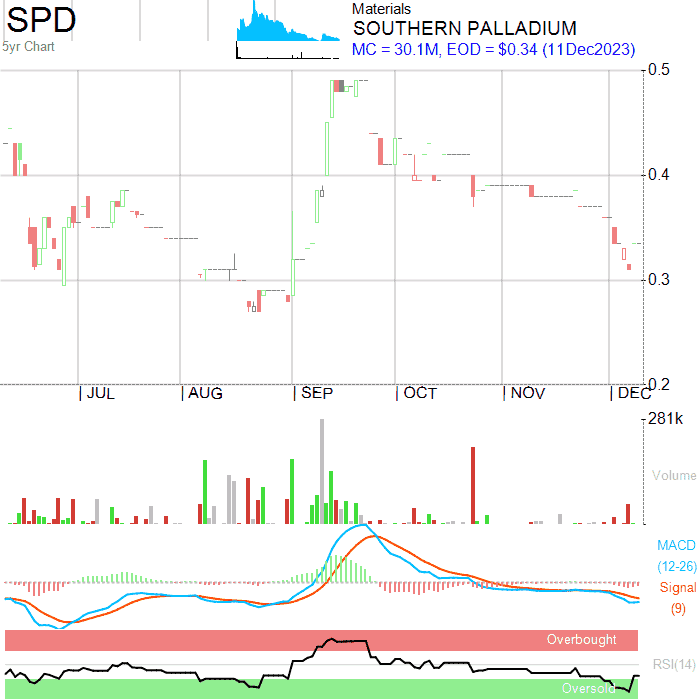 SPD
5yr Chart
Materials
SOUTHERN PALLADIUM
MC = 30.1M, EOD = $0.34 (11Dec2023)
0.5
0.4
0.3
0.2
JUL
AUG
SEP
OCT
NOV
DEC
281k
Volume
MACD
(12-26)
Signal
(9)
Overbought
RSI(14)
Oversold